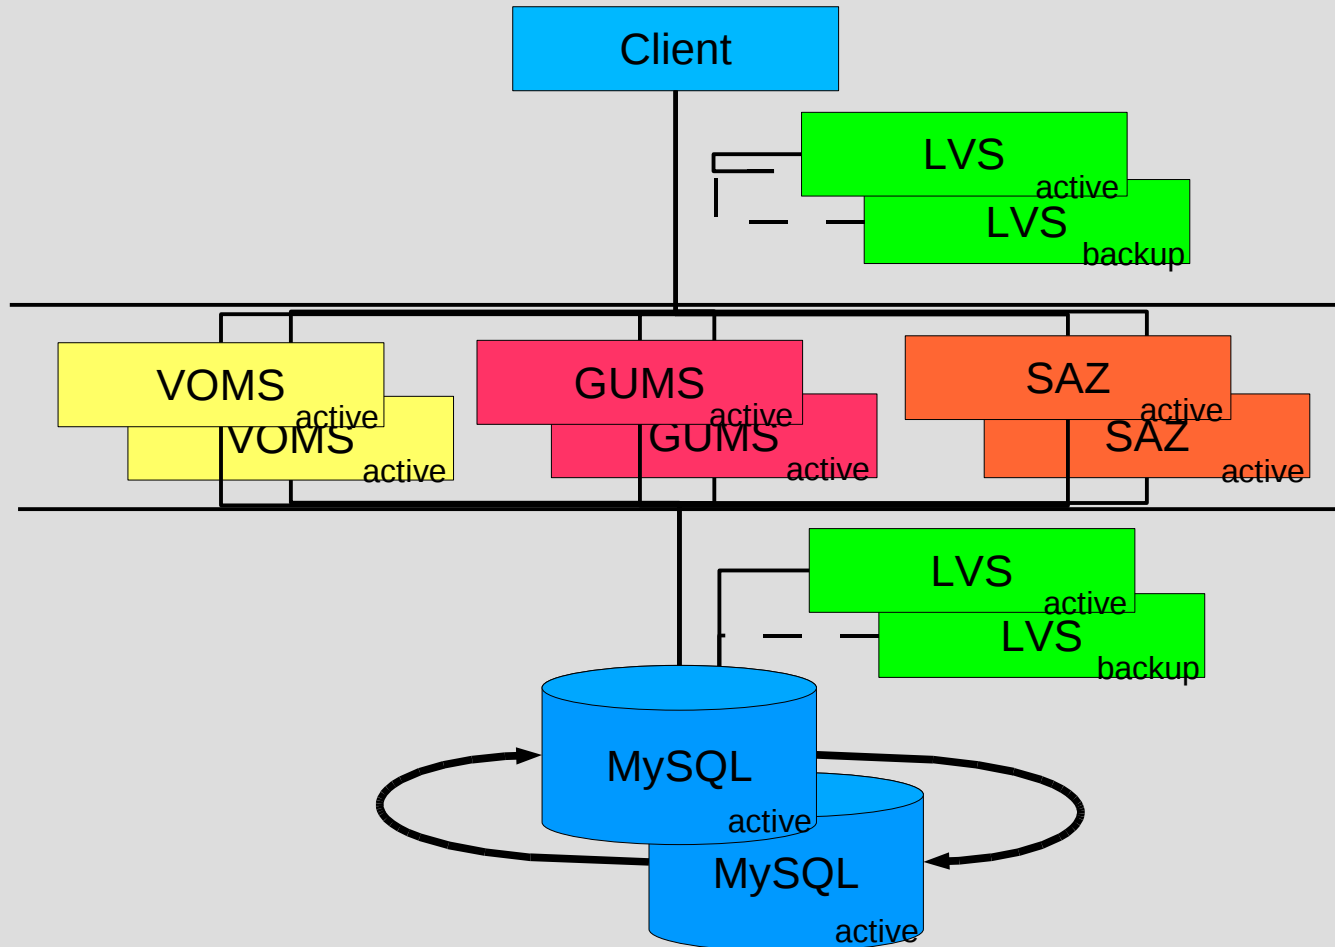 Client
LVS
active
LVS
backup
VOMS
active
VOMS
active
GUMS
active
GUMS
active
SAZ
active
SAZ
active
LVS
active
LVS
backup
MySQL
active
MySQL
active